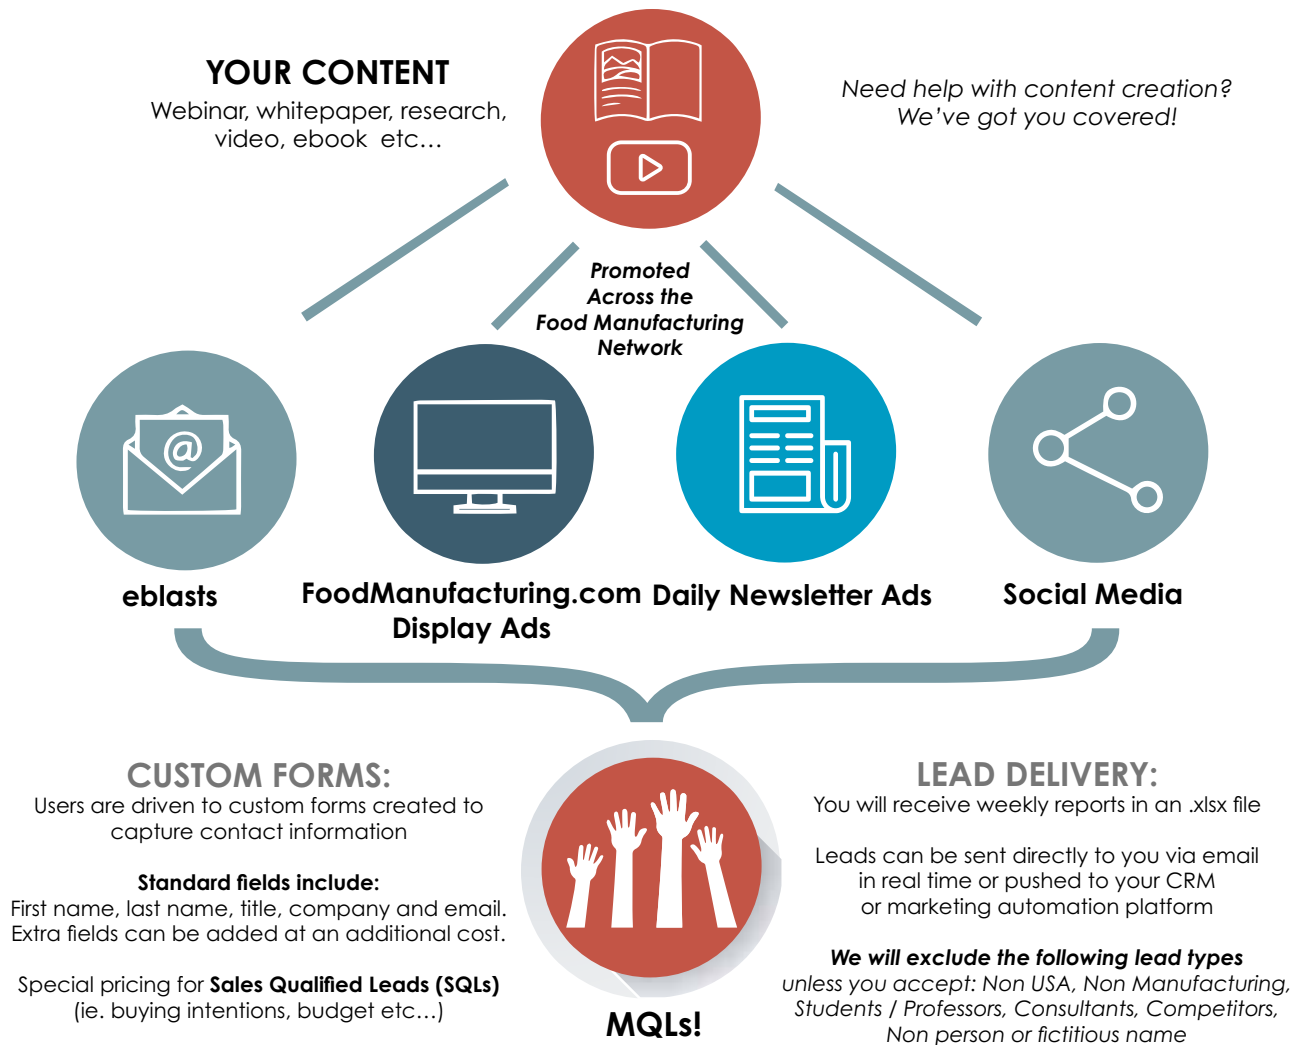 YOUR CONTENT
Webinar, whitepaper, research,
video, ebook etc...
Need help with content creation?
We've got you covered!
Promoted
Across the
Food Manufacturing
Network
@
eblasts
FoodManufacturing.com
Display Ads
Daily Newsletter Ads
Social Media
CUSTOM FORMS:
Users are driven to custom forms created to
capture contact information
Standard fields include:
First name, last name, title, company and email.
Extra fields can be added at an additional cost.
Special pricing for Sales Qualified Leads (SQLs)
(ie. buying intentions, budget etc...)
MQLs!
LEAD DELIVERY:
You will receive weekly reports in an .xlsx file
Leads can be sent directly to you via email
in real time or pushed to your CRM
or marketing automation platform
We will exclude the following lead types
unless you accept: Non USA, Non Manufacturing,
Students / Professors, Consultants, Competitors,
Non person or fictitious name